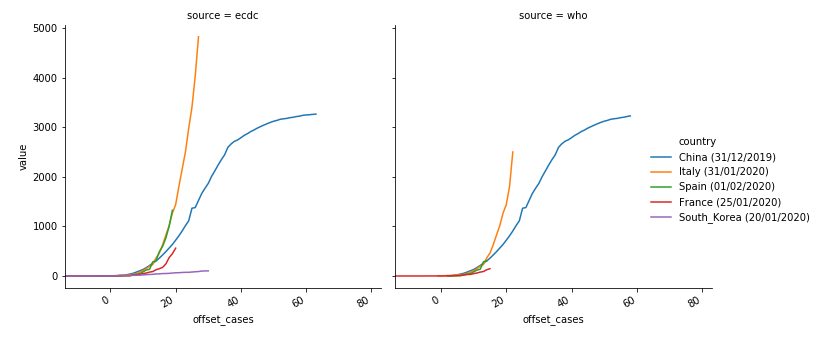 source = ecdc
source = who
5000
4000
3000
2000
1000
0
value
0
20
40
60
80
offset_cases
0
20
40
60
80
offset_cases
country
China (31/12/2019)
Italy (31/01/2020)
Spain (01/02/2020)
France (25/01/2020)
South_Korea (20/01/2020)